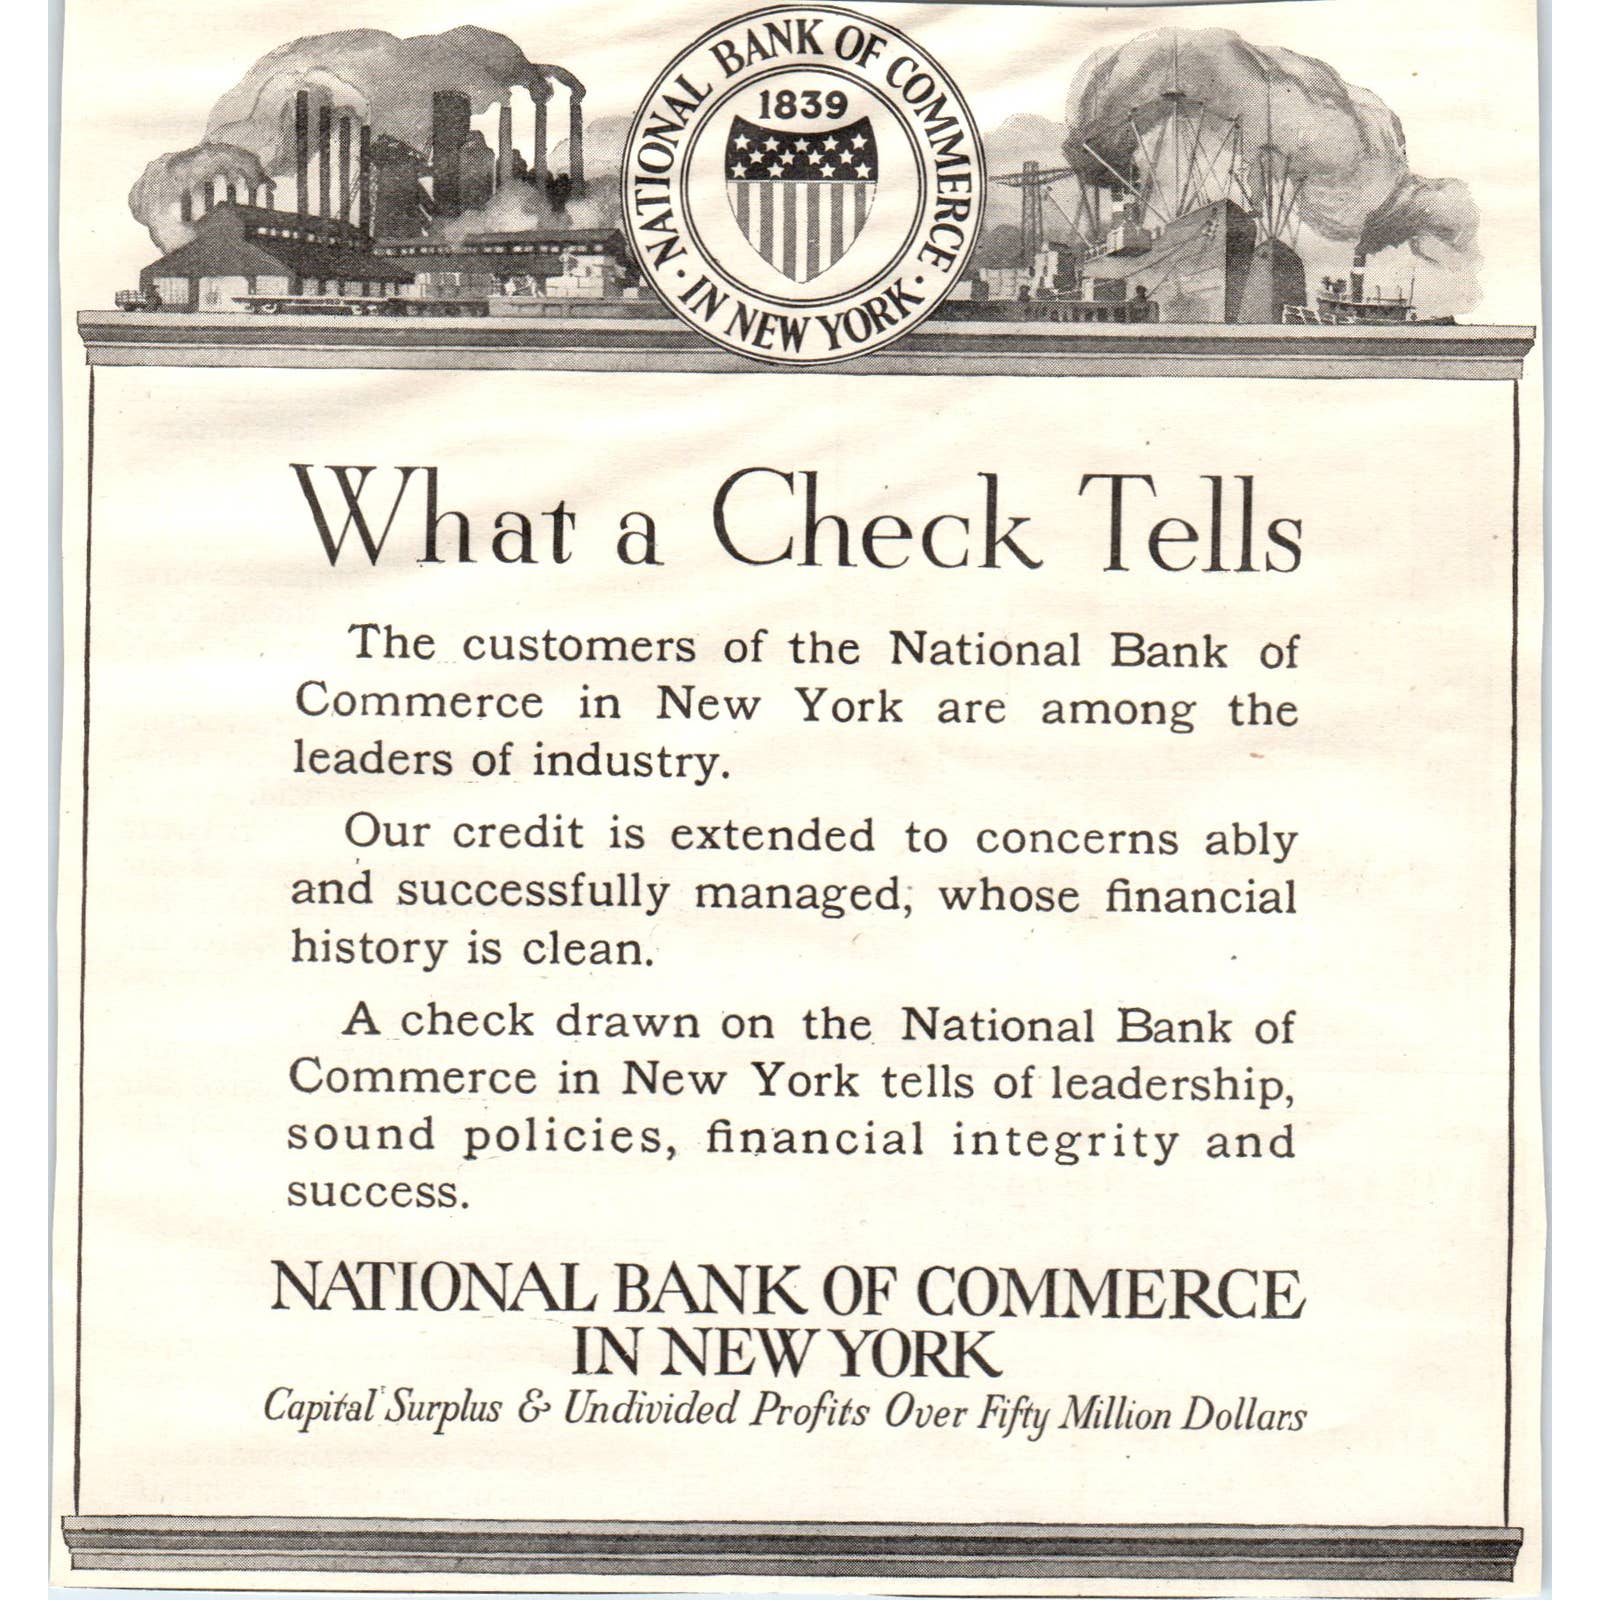 NATIONAL BANK OF COMMERCE
· IN NEW YORK ·
1839
What a Check Tells
The customers of the National Bank of
Commerce in New York are among the
leaders of industry.
Our credit is extended to concerns ably
and successfully managed, whose financial
history is clean.
A check drawn on the National Bank of
Commerce in New York tells of leadership,
sound policies, financial integrity and
success.
NATIONAL BANK OF COMMERCE
IN NEW YORK
Capital Surplus & Undivided Profits Over Fifty Million Dollars